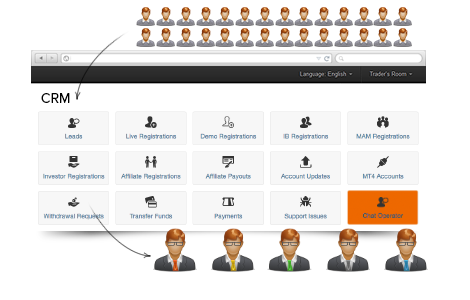 Language: English Trader's Room
CRM
Leads Live Registrations Demo Registrations IB Registrations MAM Registrations
Investor Registrations Affiliate Registrations Affiliate Payouts Account Updates MT4 Accounts
Withdrawal Requests Transfer Funds Payments Support Issues Chat Operator